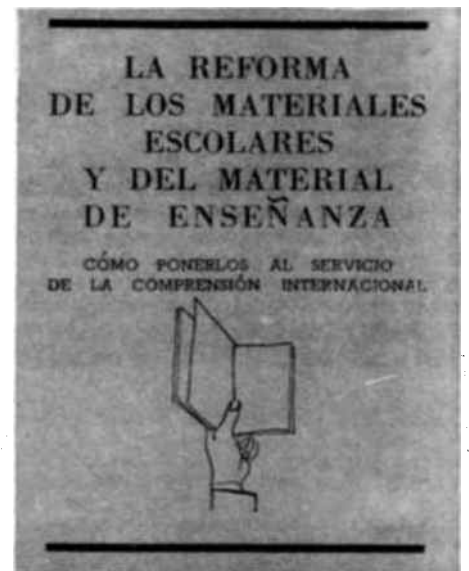 LA REFORMA
DE LOS MATERIALES
ESCOLARES
Y DEL MATERIAL
DE ENSEÑANZA
CÓMO PONERLOS AL SERVICIO
DE LA COMPRENSIÓN INTERNACIONAL